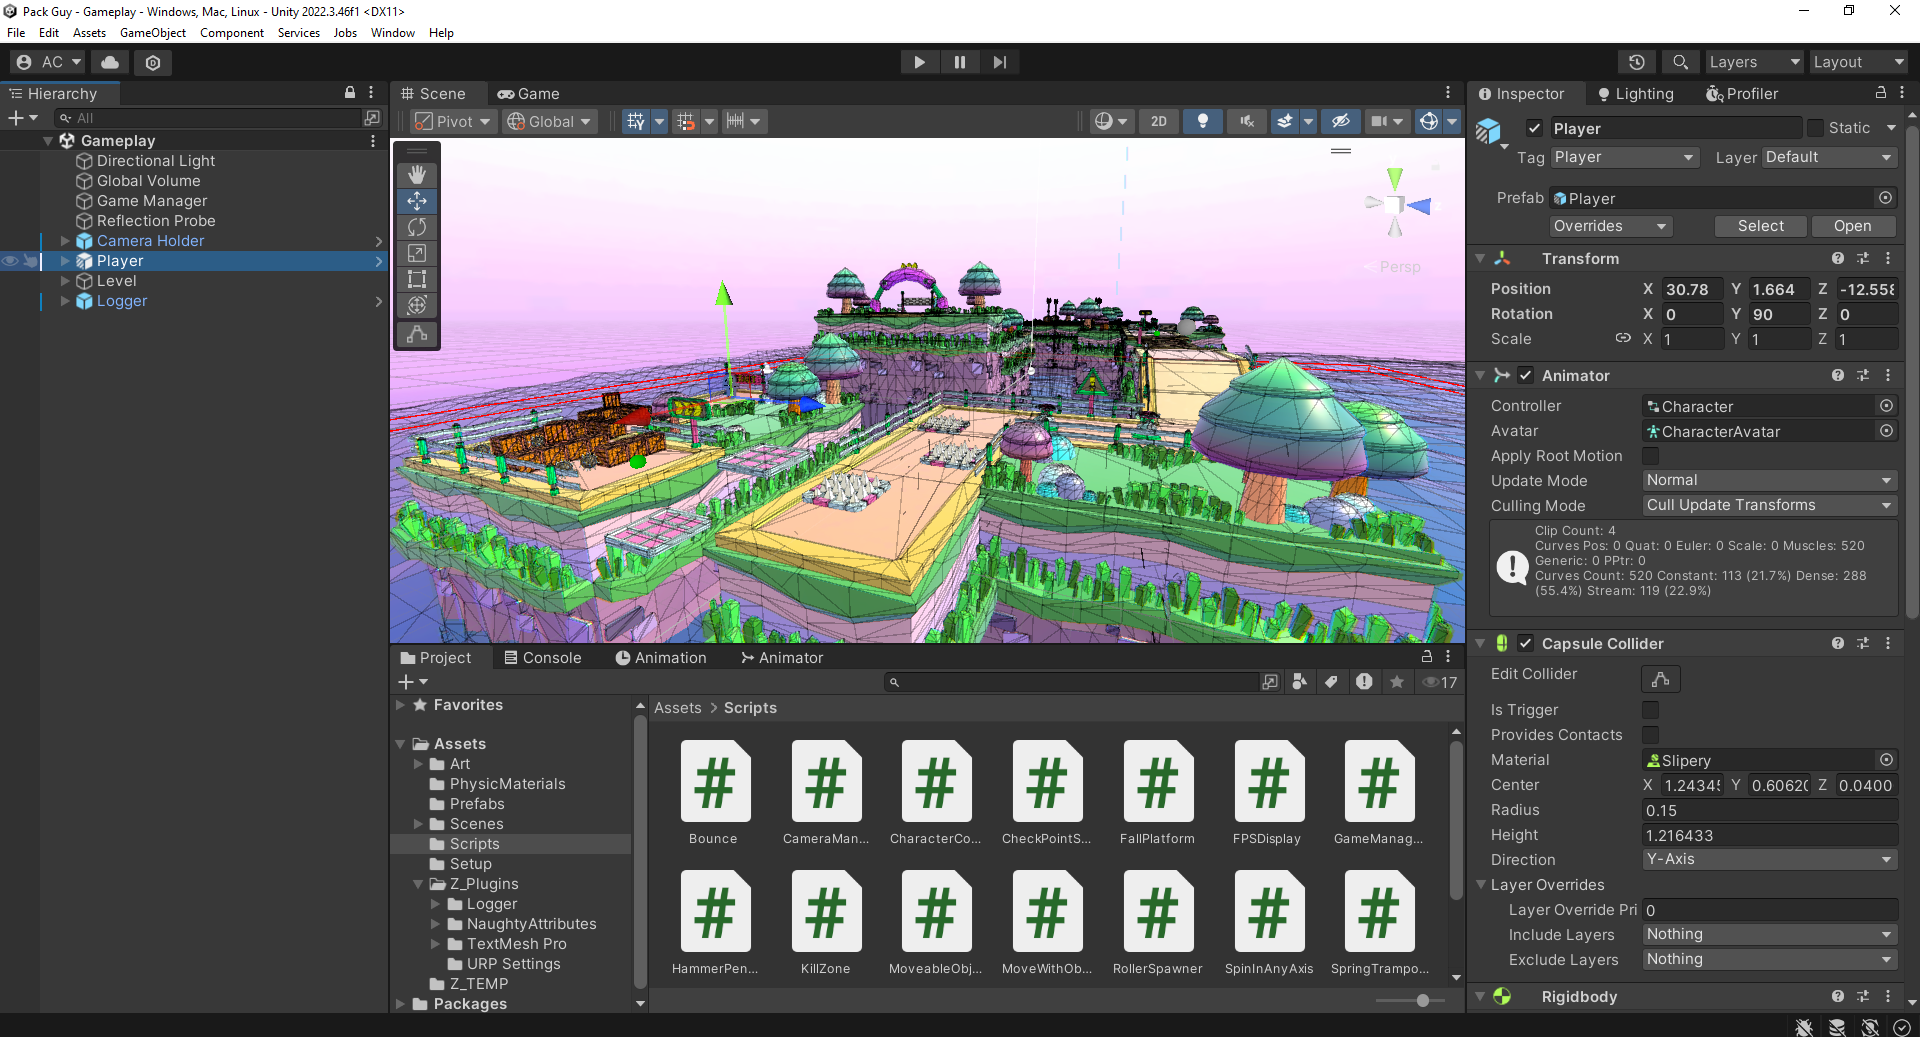 Pack Guy - Gameplay - Windows, Mac, Linux - Unity 2022.3.46f1 <DX11>
File Edit Assets GameObject Component Services Jobs Window Help
AC Layers Layout
Hierarchy
All
Gameplay
Directional Light
Global Volume
Game Manager
Reflection Probe
Camera Holder
Player
Level
Logger
Scene Game
Pivot Global 2D
Persp
Project Console Animation Animator
17
Favorites
Assets
Art
PhysicMaterials
Prefabs
Scenes
Scripts
Setup
Z_Plugins
Logger
NaughtyAttributes
TextMesh Pro
URP Settings
Z_TEMP
Packages
Assets > Scripts
Bounce CameraMan... CharacterCo... CheckPointS... FallPlatform FPSDisplay GameManag...
HammerPen... KillZone MoveableObj... MoveWithOb... RollerSpawner SpinInAnyAxis SpringTrampo...
Inspector Lighting Profiler
Player Static
Tag Player Layer Default
Prefab Player
Overrides Select Open
Transform
Position X 30.78 Y 1.664 Z -12.558
Rotation X 0 Y 90 Z 0
Scale X 1 Y 1 Z 1
Animator
Controller Character
Avatar CharacterAvatar
Apply Root Motion
Update Mode Normal
Culling Mode Cull Update Transforms
Clip Count: 4
Curves Pos: 0 Quat: 0 Euler: 0 Scale: 0 Muscles: 520
Generic: 0 PPtr: 0
Curves Count: 520 Constant: 113 (21.7%) Dense: 288
(55.4%) Stream: 119 (22.9%)
Capsule Collider
Edit Collider
Is Trigger
Provides Contacts
Material Slipery
Center X 1.24345 Y 0.60620 Z 0.0400
Radius 0.15
Height 1.216433
Direction Y-Axis
Layer Overrides
Layer Override Pri 0
Include Layers Nothing
Exclude Layers Nothing
Rigidbody